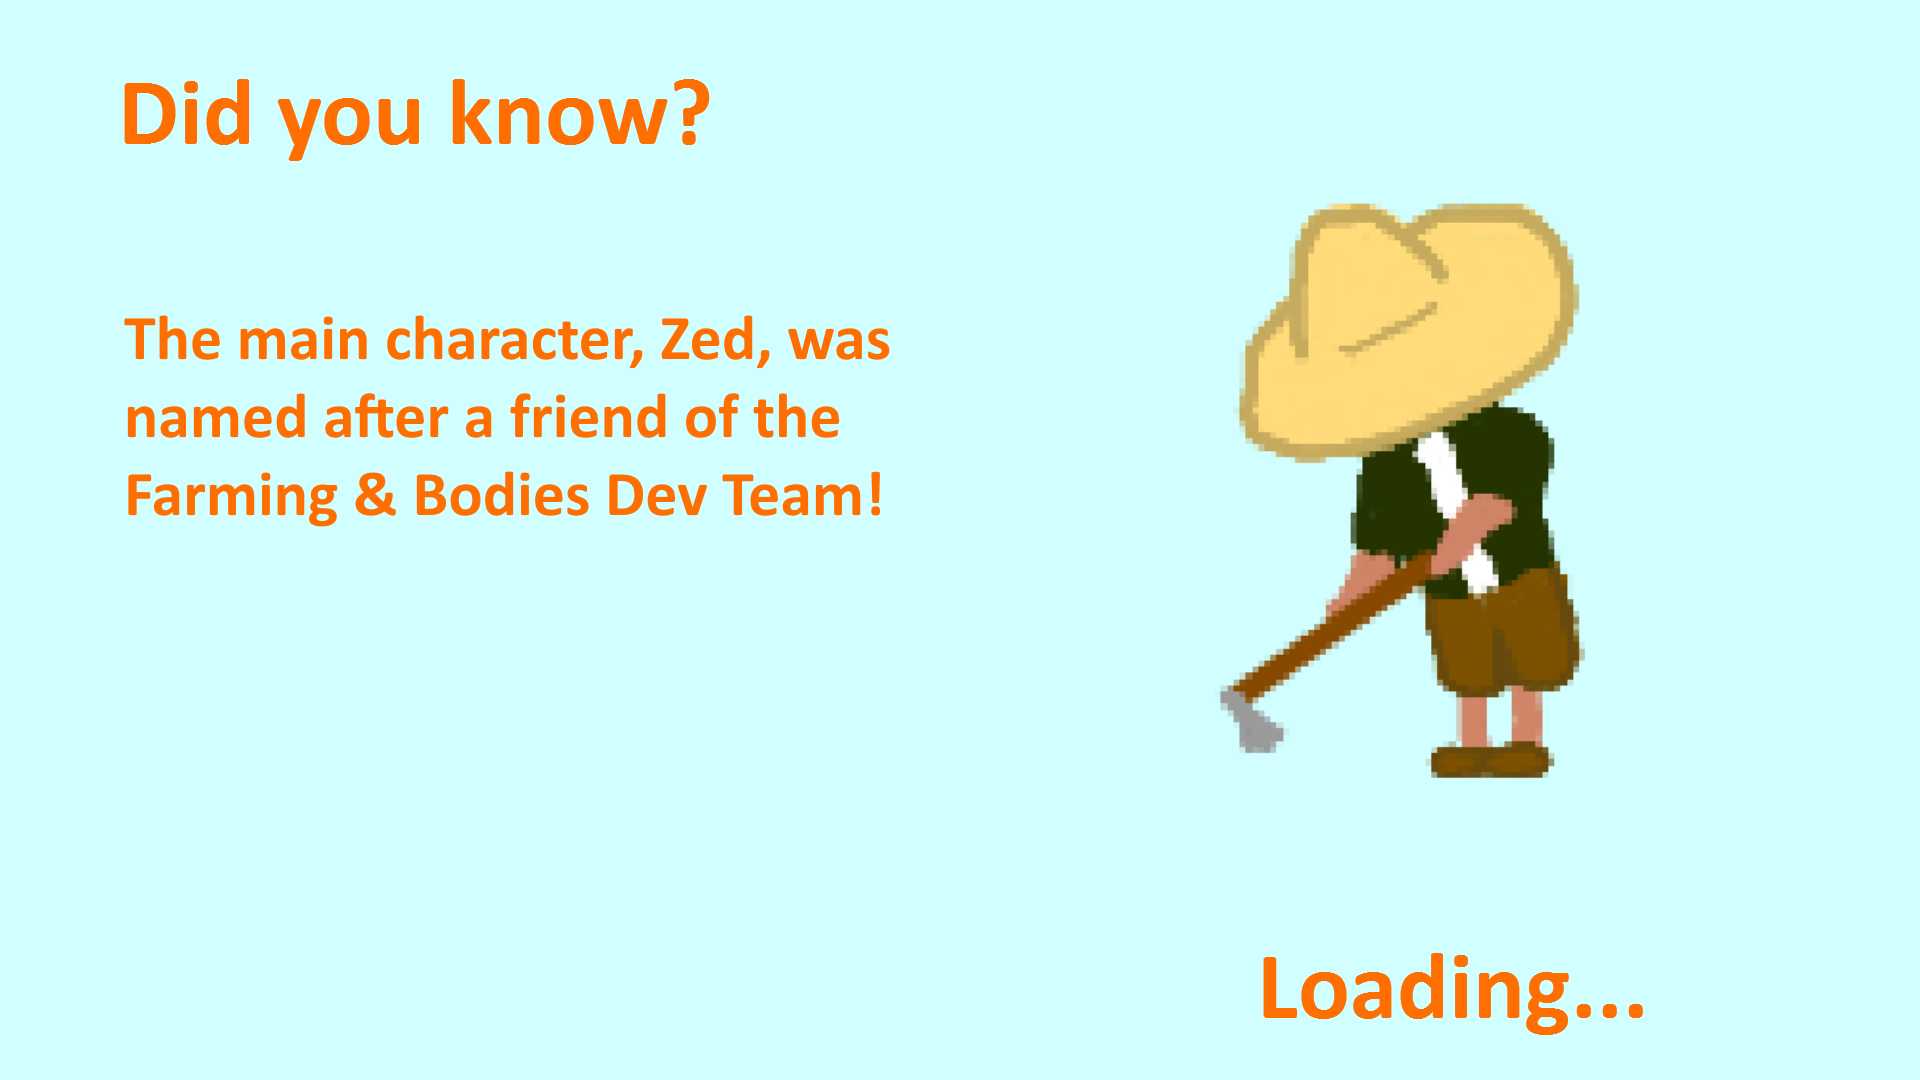 Did you know?
The main character, Zed, was
named after a friend of the
Farming & Bodies Dev Team!
Loading...